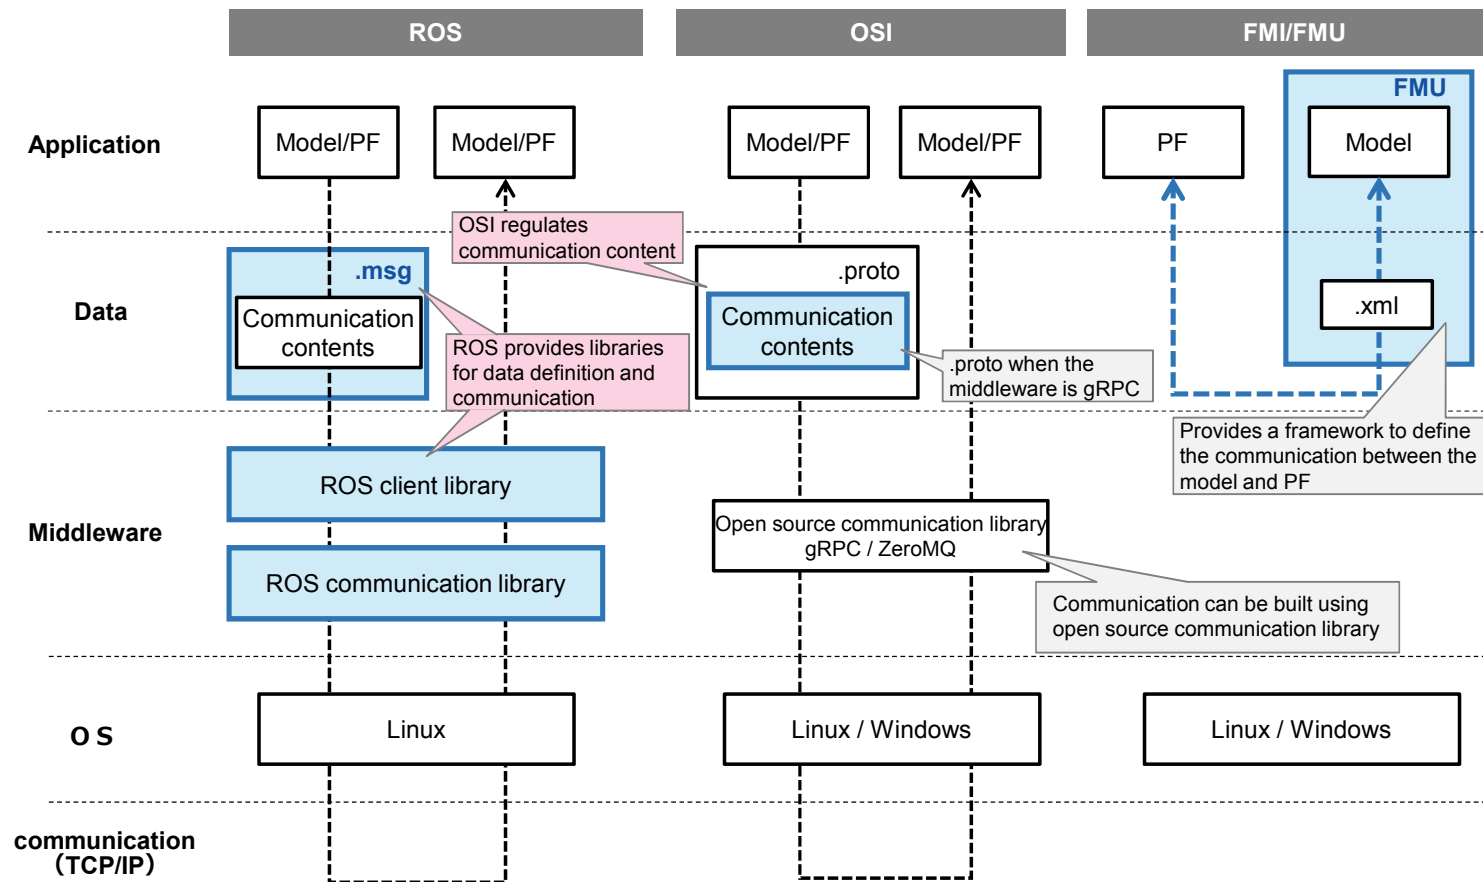 ROS
OSI
FMI/FMU
FMU
Application
Model/PF
Model/PF
Model/PF
Model/PF
PF
Model
OSI regulates
communication content
Data
.msg
Communication
contents
ROS provides libraries
for data definition and
communication
.proto
Communication
contents
.proto when the
middleware is gRPC
.xml
Provides a framework to define
the communication between the
model and PF
Middleware
ROS client library
ROS communication library
Open source communication library
gRPC / ZeroMQ
Communication can be built using
open source communication library
OS
Linux
Linux / Windows
Linux / Windows
communication
(TCP/IP)